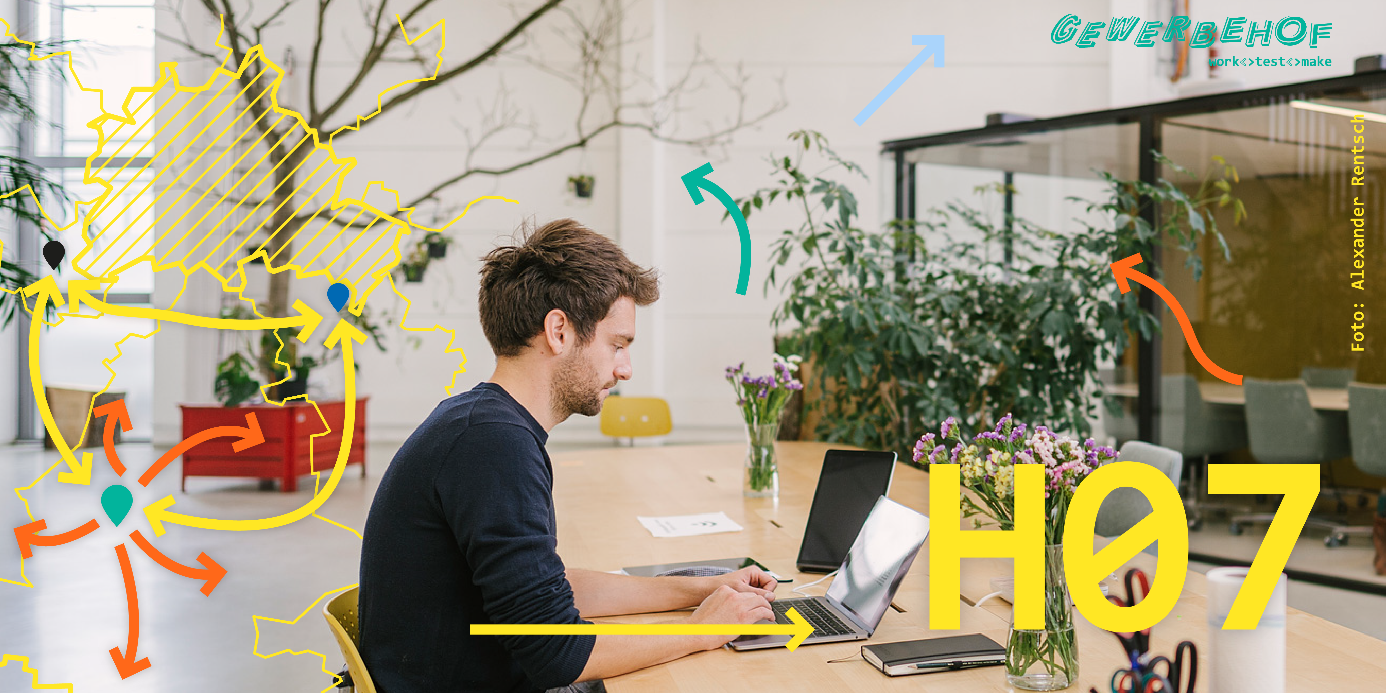 GEWERBEHOF
work<>test<>make
Foto: Alexander Rentsch
H07